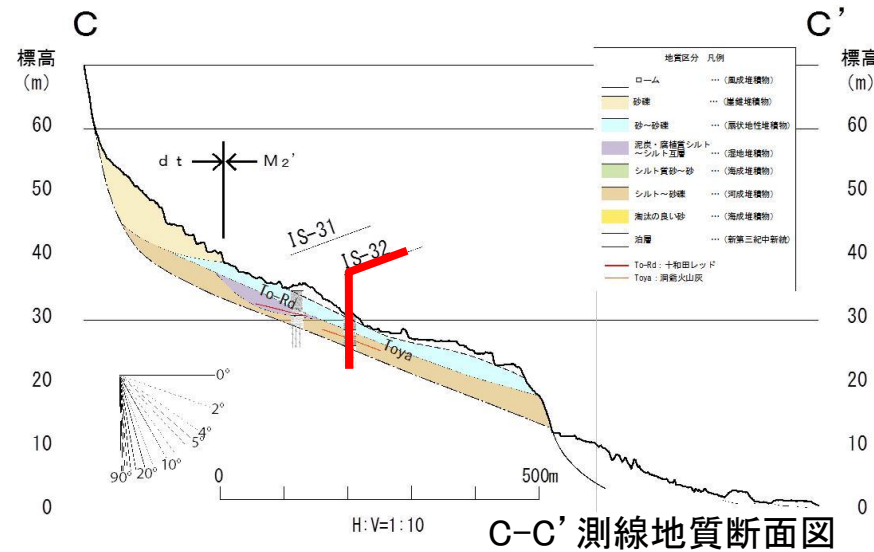 C
C’
標高
(m)
標高
(m)
60
50
40
30
20
10
0
60
50
40
30
20
10
0
地質区分 凡例
ローム … (風成堆積物)
砂礫 … (崖錐堆積物)
砂~砂礫 … (扇状地性堆積物)
泥炭・腐植質シルト
~シルト互層 … (湿地堆積物)
シルト質砂~砂 … (海成堆積物)
シルト~砂礫 … (河成堆積物)
淘汰の良い砂 … (海成堆積物)
泊層 … (新第三紀中新統)
To-Rd:十和田レッド
Toya:洞爺火山灰
dt
M₂'
IS-31
IS-32
To-Rd
Toya
0°
2°
4°
5°
10°
20°
90°
0
500m
H:V=1:10
C-C’測線地質断面図